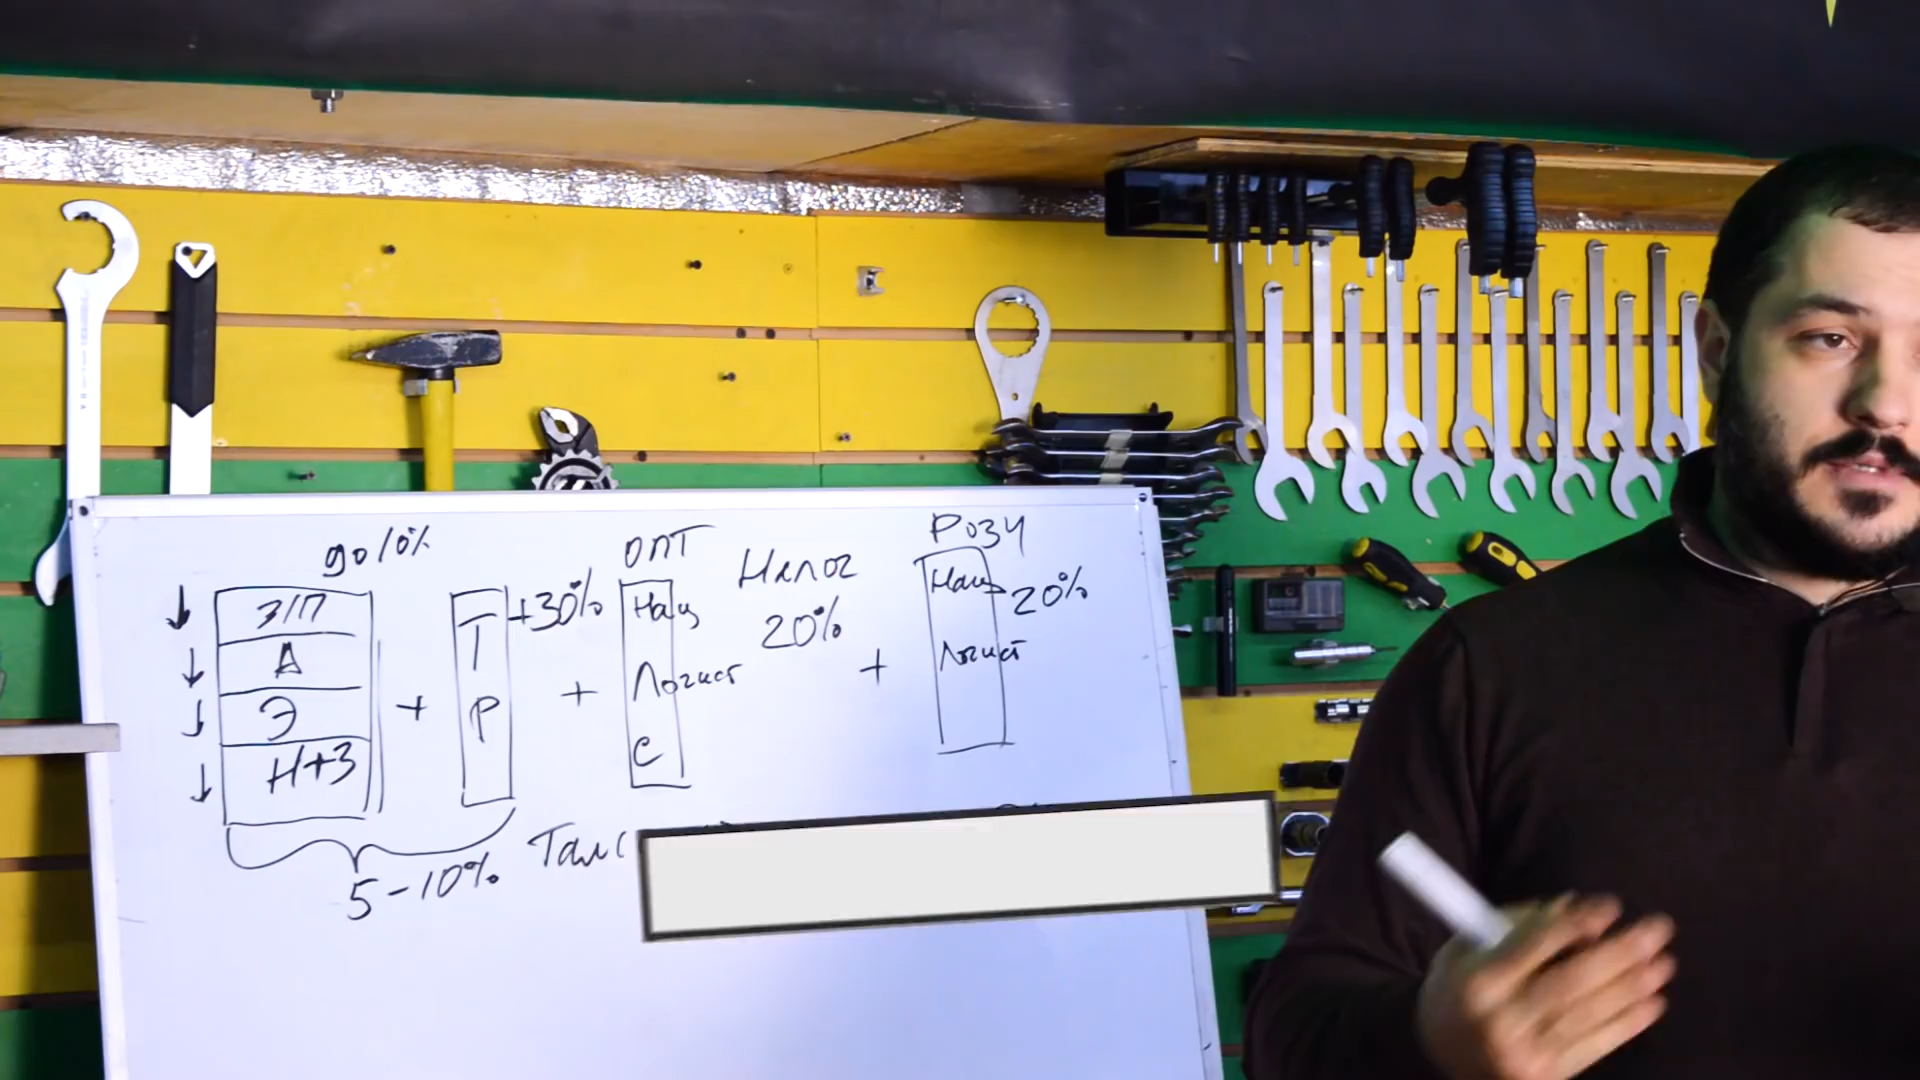 до 10%
З/П
А
Э
Н+З
+
Т
Р
+30%
+
ОПТ
Нац
Логист
С
Налог
20%
+
РОЗН
Нац
20%
Логист
5-10%